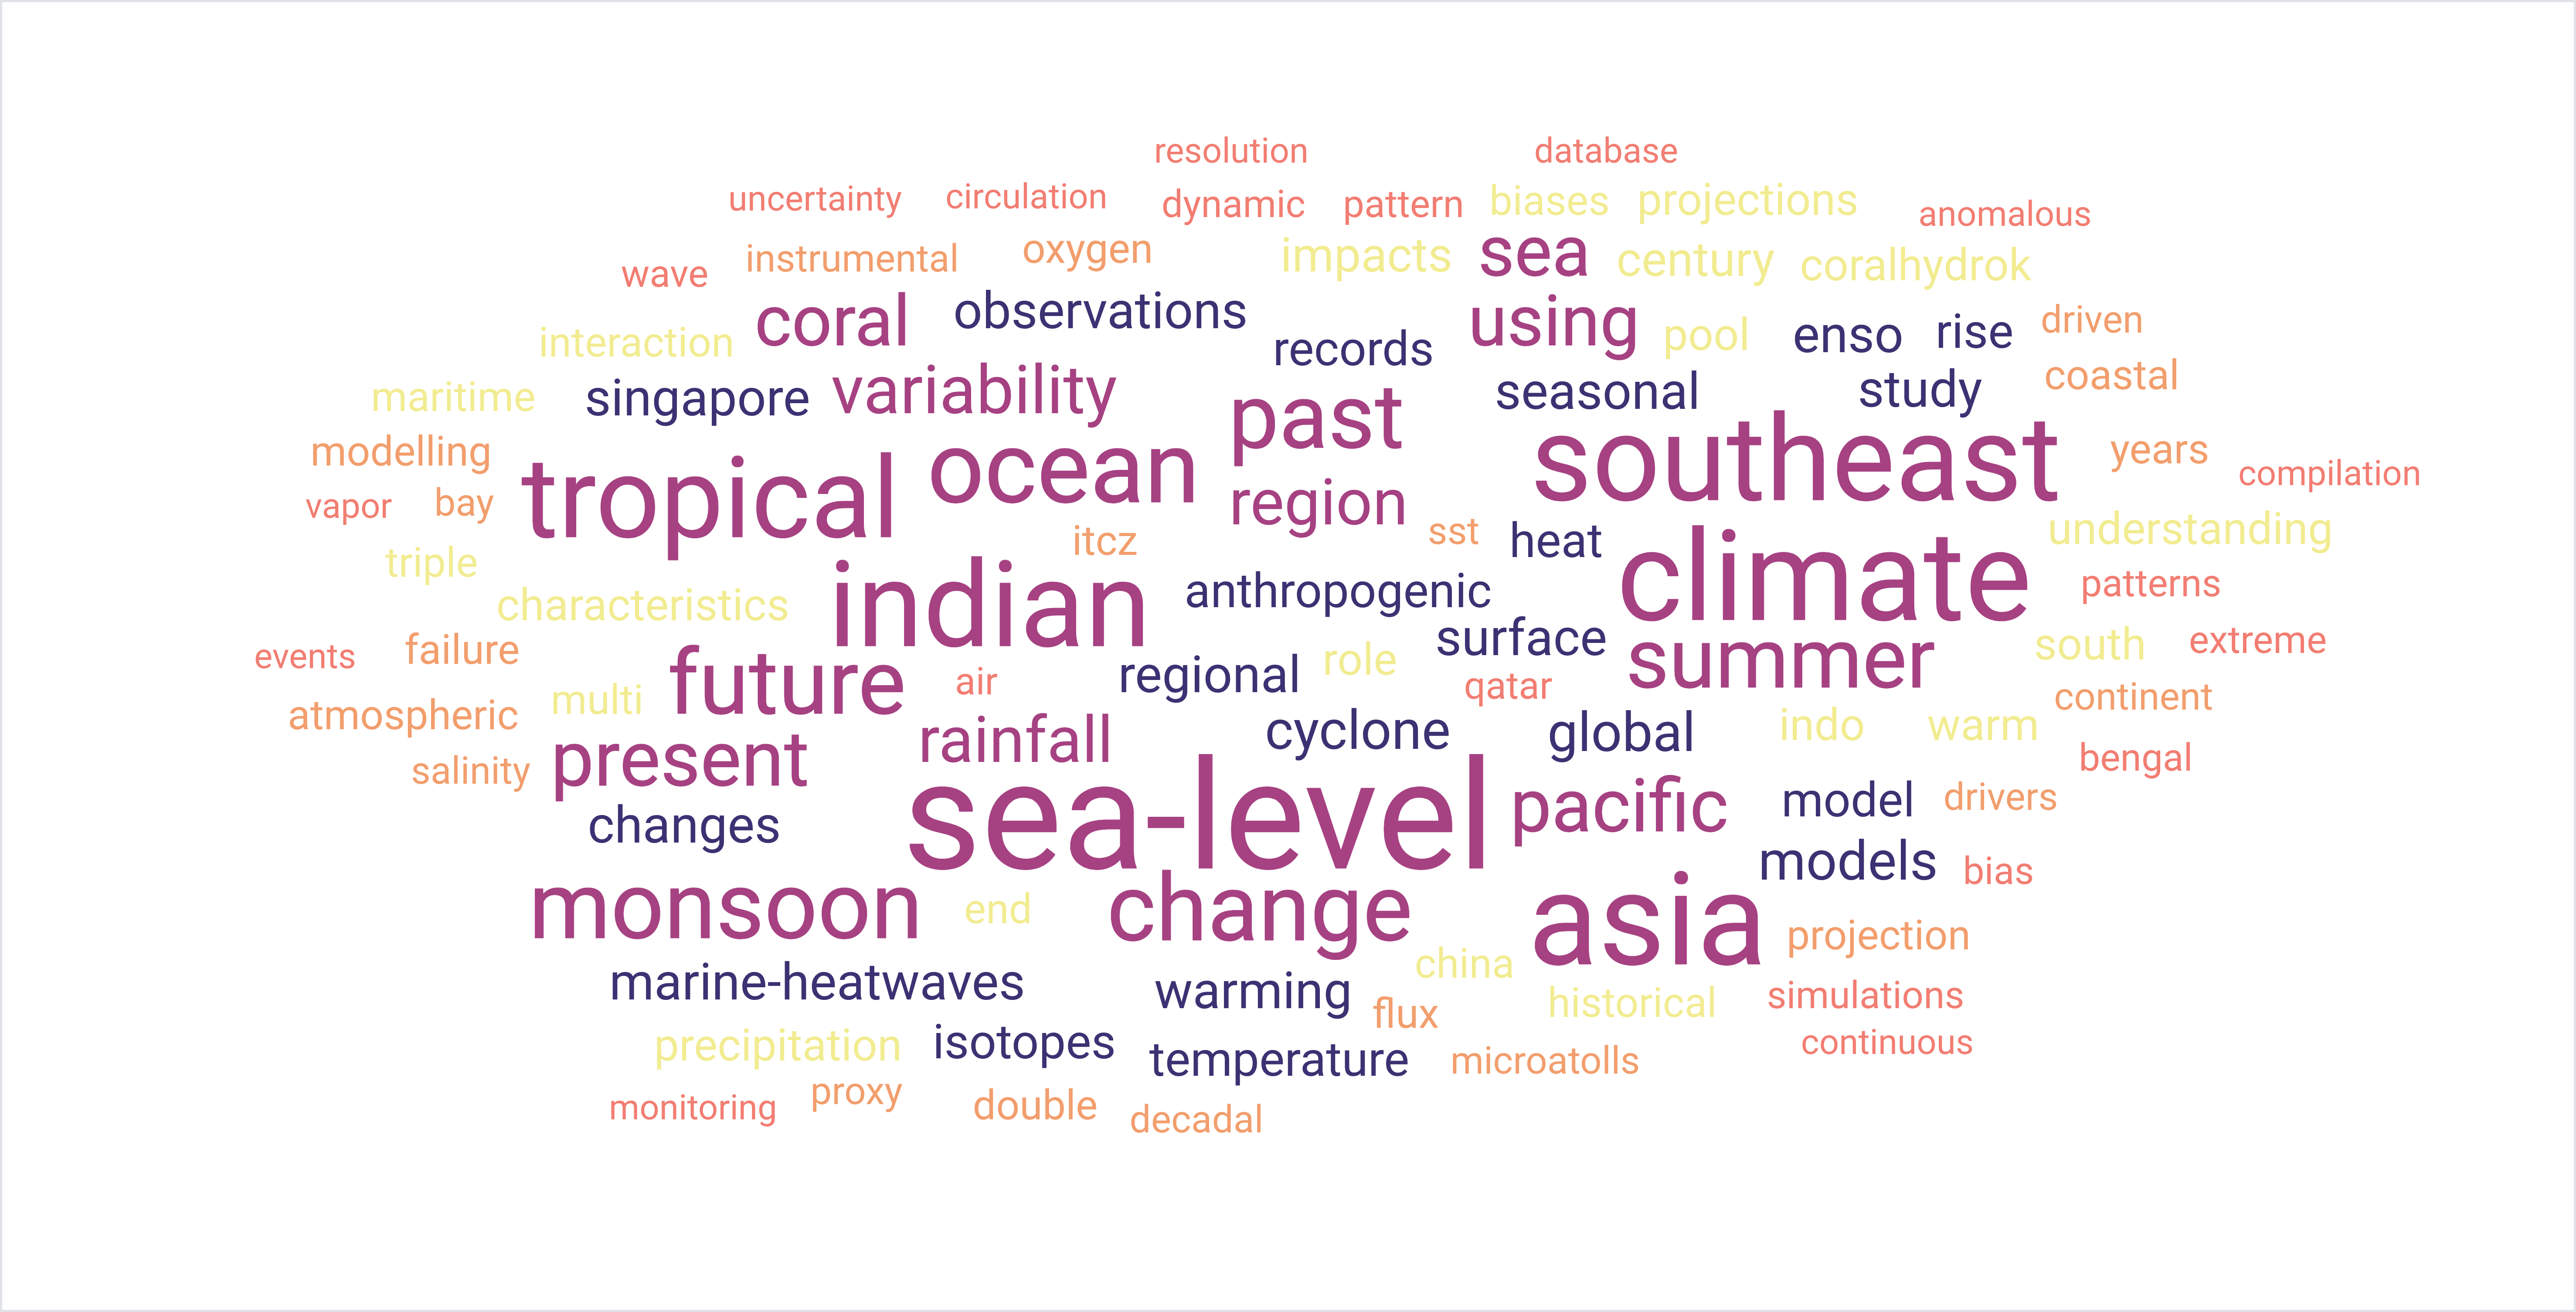 resolution database
uncertainty circulation dynamic pattern biases projections anomalous
wave instrumental oxygen impacts sea century coralhydrok
interaction coral observations records using pool enso rise driven
maritime singapore variability past seasonal study coastal
modelling tropical ocean region southeast years compilation
vapor bay itcz sst heat climate understanding
triple characteristics indian anthropogenic surface patterns
events failure future air regional role qatar summer south extreme
atmospheric multi present rainfall cyclone global indo warm continent
salinity changes sea-level pacific model drivers bengal
monsoon end change asia models bias
marine-heatwaves warming china flux historical projection simulations
precipitation isotopes temperature microatolls continuous
monitoring proxy double decadal